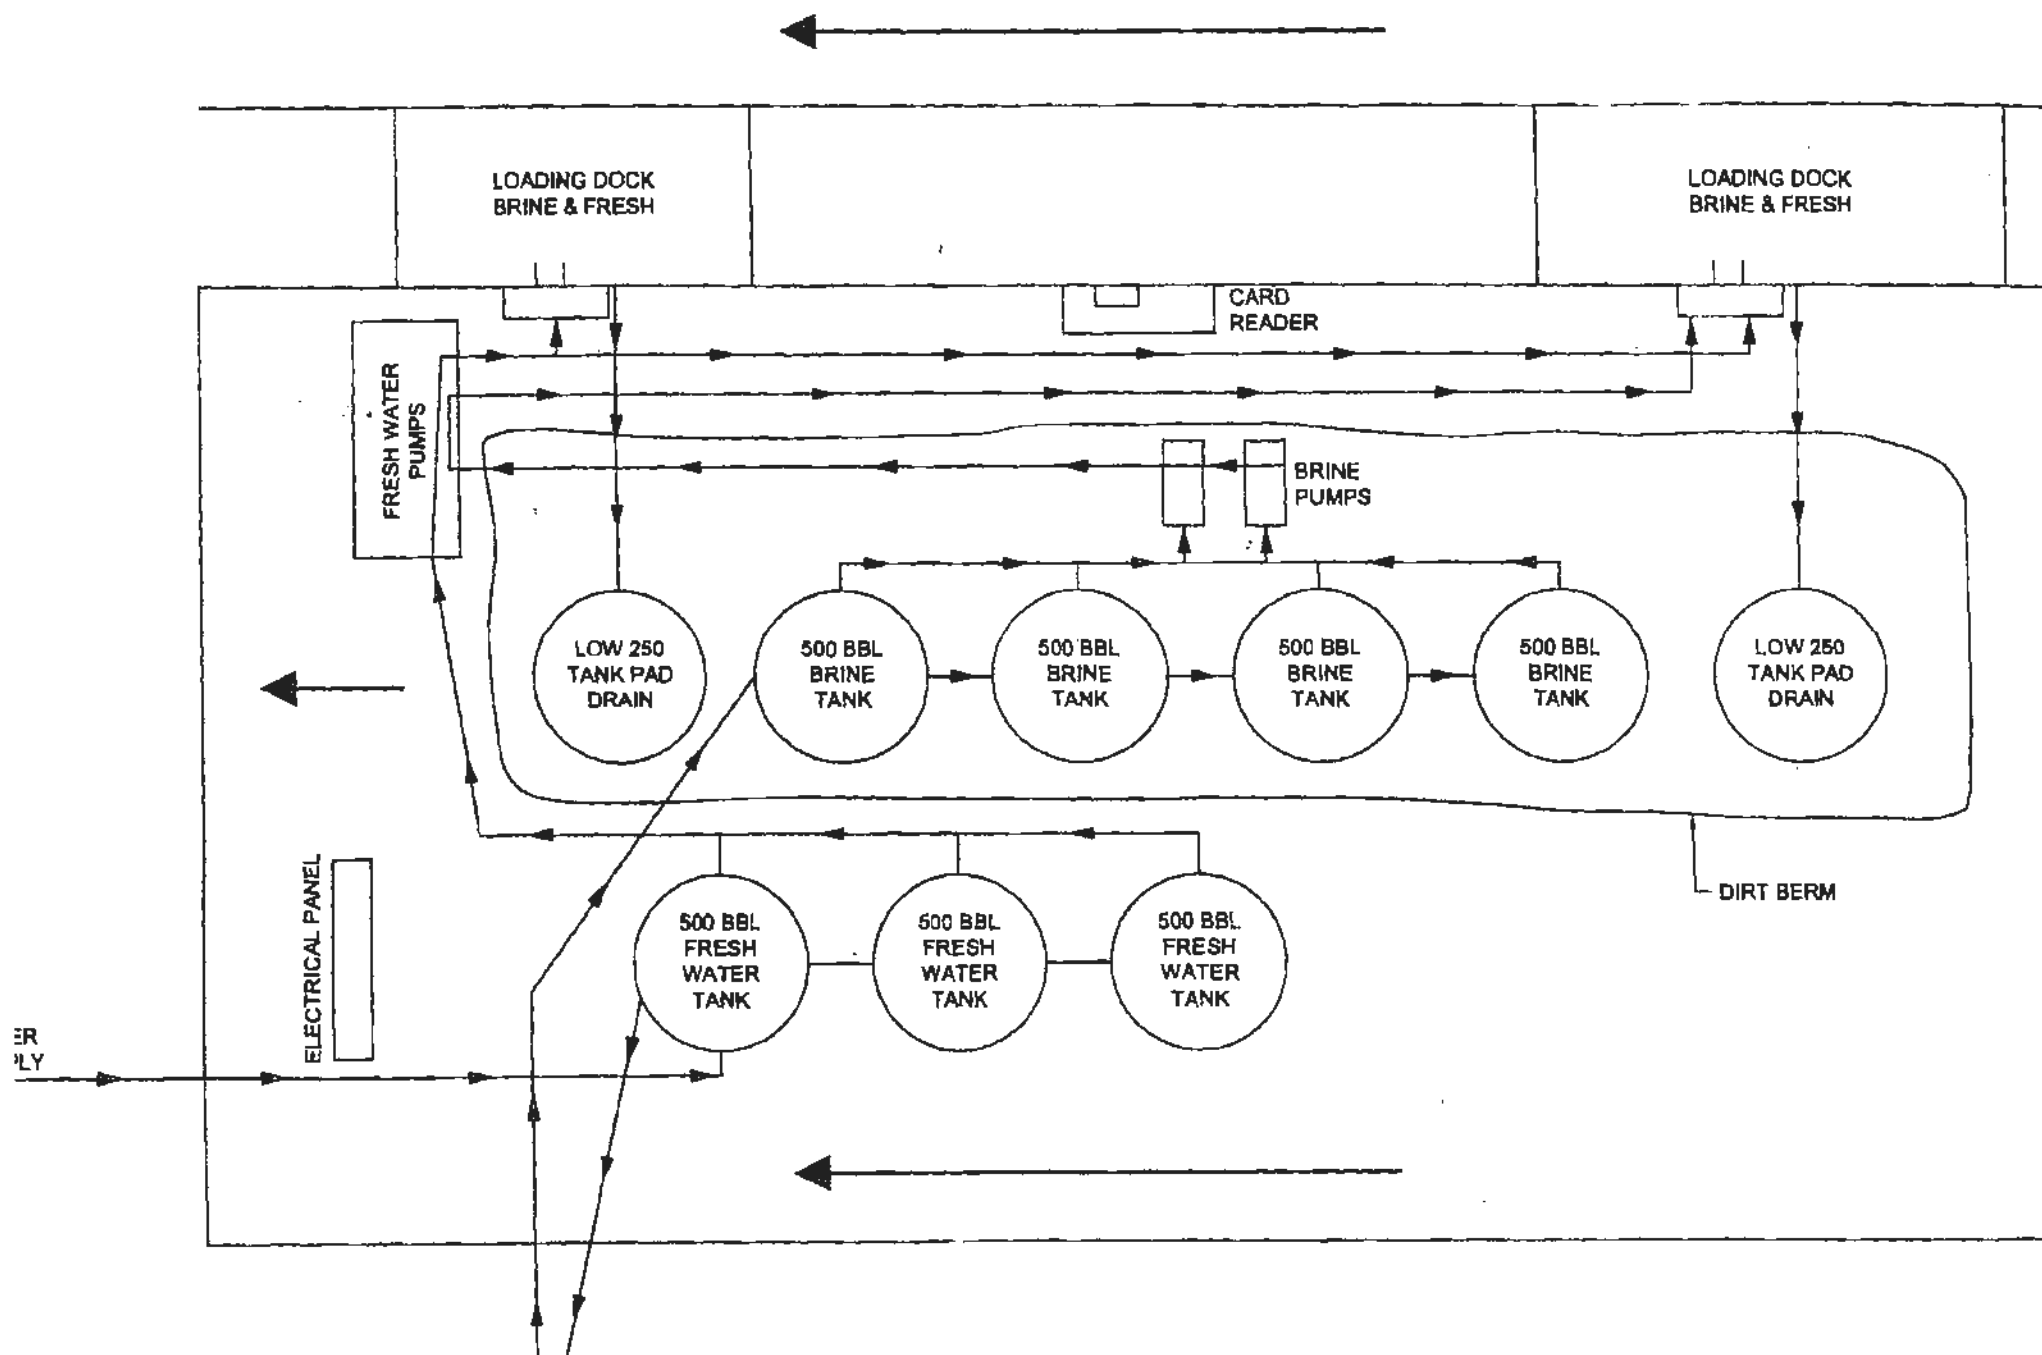 LOADING DOCK
BRINE & FRESH
LOADING DOCK
BRINE & FRESH
CARD
READER
FRESH WATER
PUMPS
BRINE
PUMPS
LOW 250
TANK PAD
DRAIN
500 BBL
BRINE
TANK
500 BBL
BRINE
TANK
500 BBL
BRINE
TANK
500 BBL
BRINE
TANK
LOW 250
TANK PAD
DRAIN
DIRT BERM
ELECTRICAL PANEL
500 BBL
FRESH
WATER
TANK
500 BBL
FRESH
WATER
TANK
500 BBL
FRESH
WATER
TANK
ER
PLY